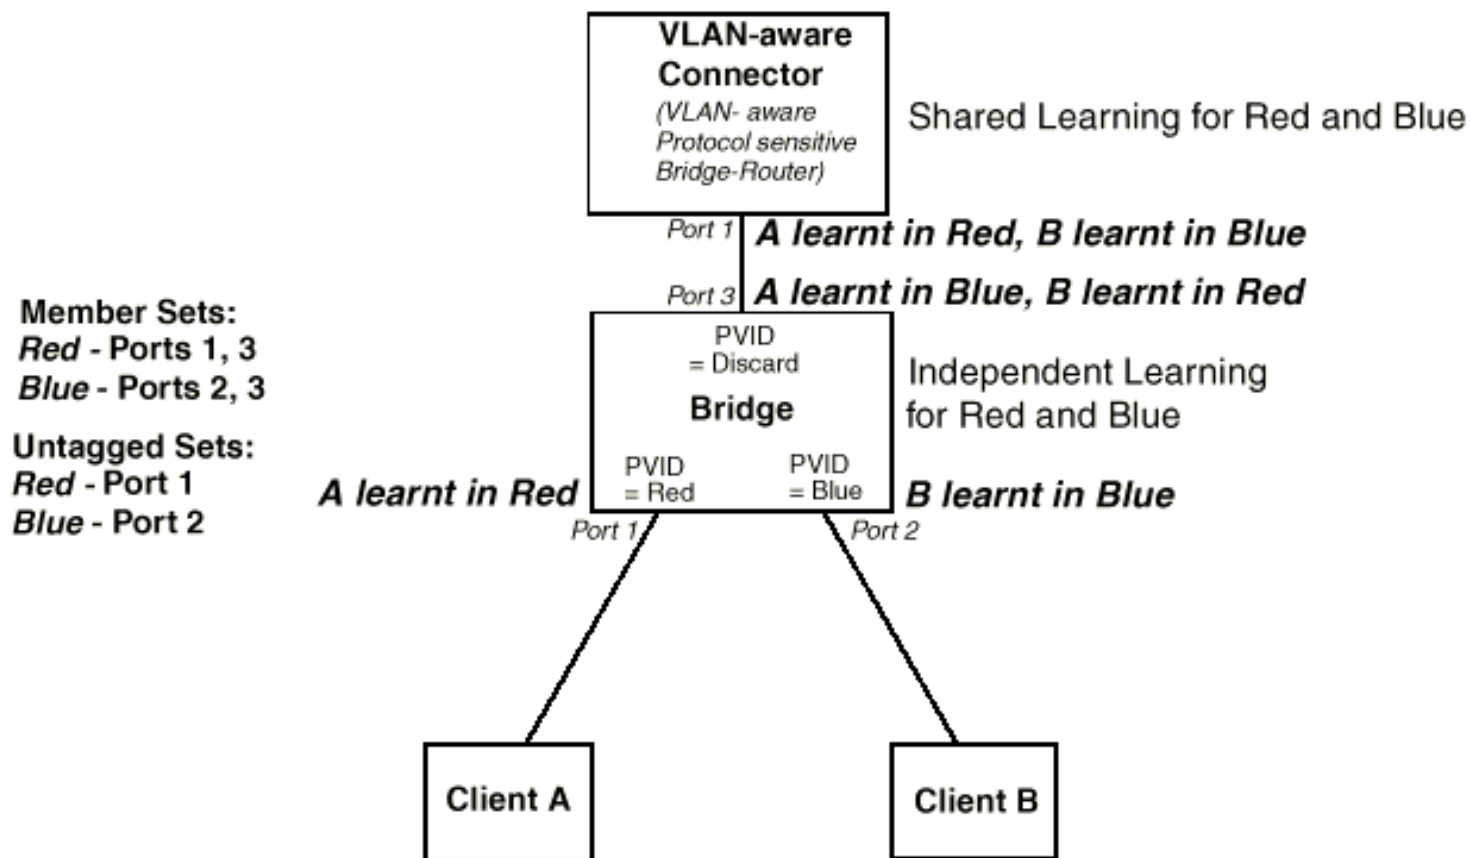 VLAN-aware
Connector
(VLAN- aware
Protocol sensitive
Bridge-Router)
Shared Learning for Red and Blue
Port 1
A learnt in Red, B learnt in Blue
Port 3
A learnt in Blue, B learnt in Red
Member Sets:
Red - Ports 1, 3
Blue - Ports 2, 3
Untagged Sets:
Red - Port 1
Blue - Port 2
PVID
= Discard
Bridge
Independent Learning
for Red and Blue
PVID
= Red
PVID
= Blue
A learnt in Red
B learnt in Blue
Port 1
Port 2
Client A
Client B